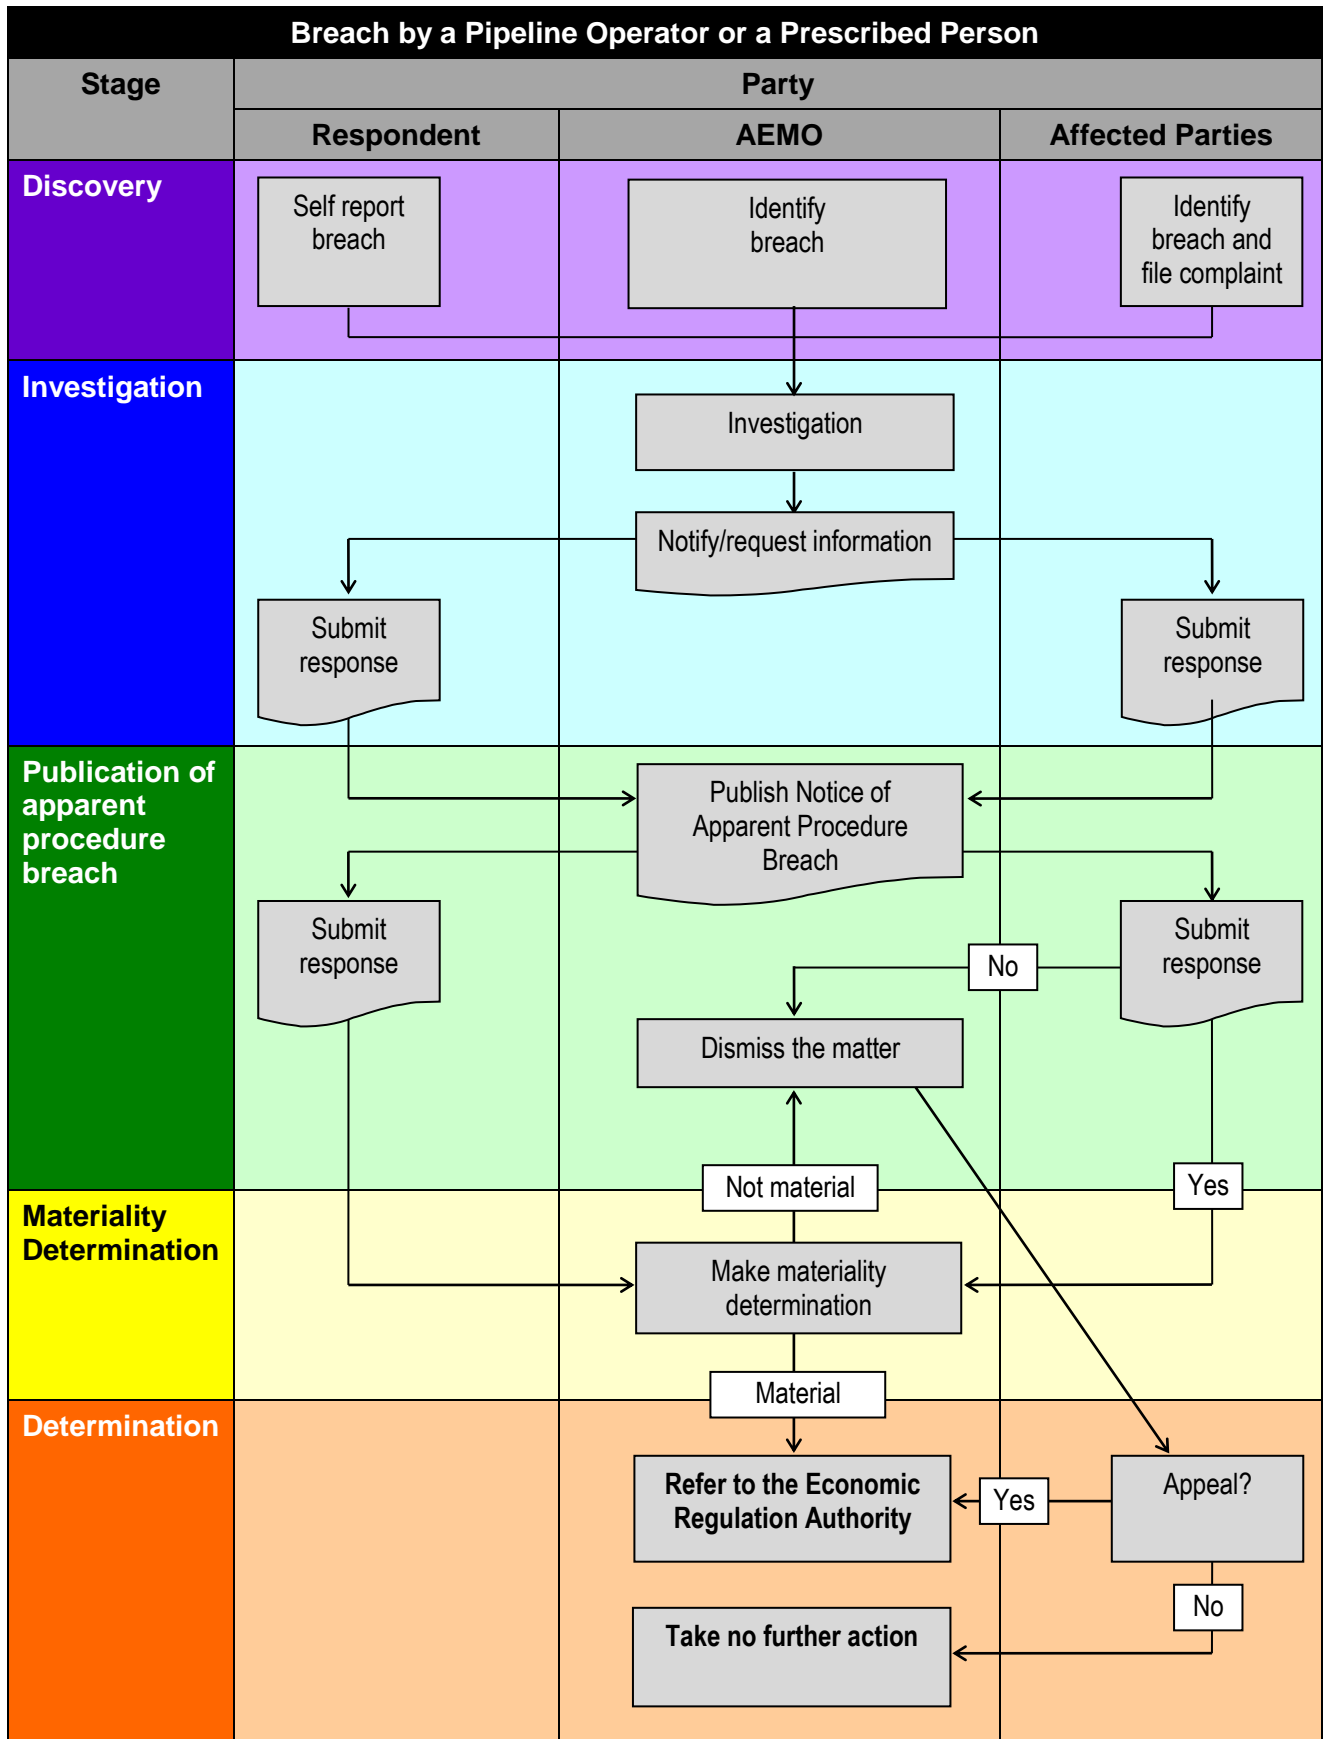 Breach by a Pipeline Operator or a Prescribed Person
Stage
Party
Respondent
AEMO
Affected Parties
Discovery
Self report
breach
Identify
breach
Identify
breach and
file complaint
Investigation
Investigation
Notify/request information
Submit
response
Submit
response
Publication of
apparent
procedure
breach
Publish Notice of
Apparent Procedure
Breach
Submit
response
No
Submit
response
Dismiss the matter
Not material
Yes
Materiality
Determination
Make materiality
determination
Material
Determination
Refer to the Economic
Regulation Authority
Yes
Appeal?
No
Take no further action